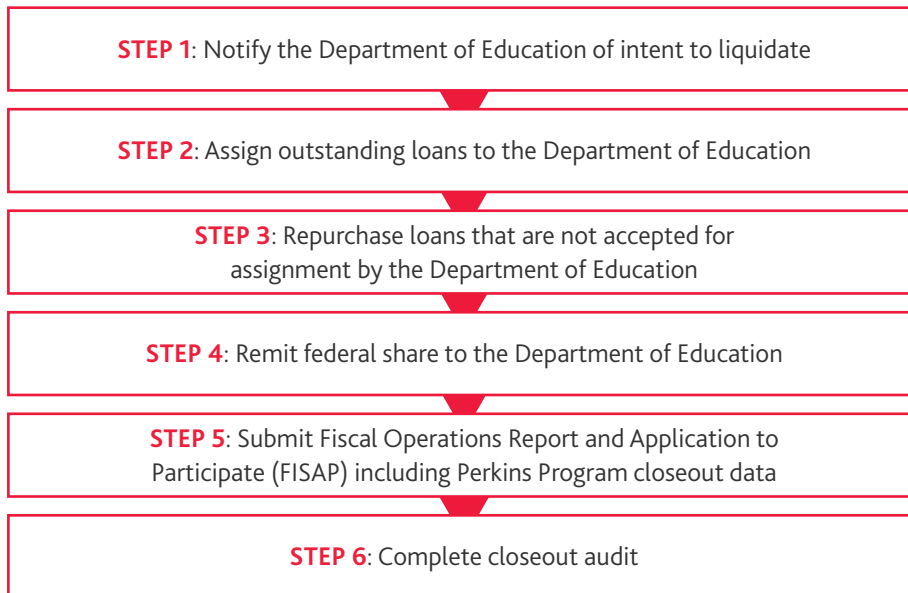 STEP 1: Notify the Department of Education of intent to liquidate
STEP 2: Assign outstanding loans to the Department of Education
STEP 3: Repurchase loans that are not accepted for
assignment by the Department of Education
STEP 4: Remit federal share to the Department of Education
STEP 5: Submit Fiscal Operations Report and Application to
Participate (FISAP) including Perkins Program closeout data
STEP 6: Complete closeout audit